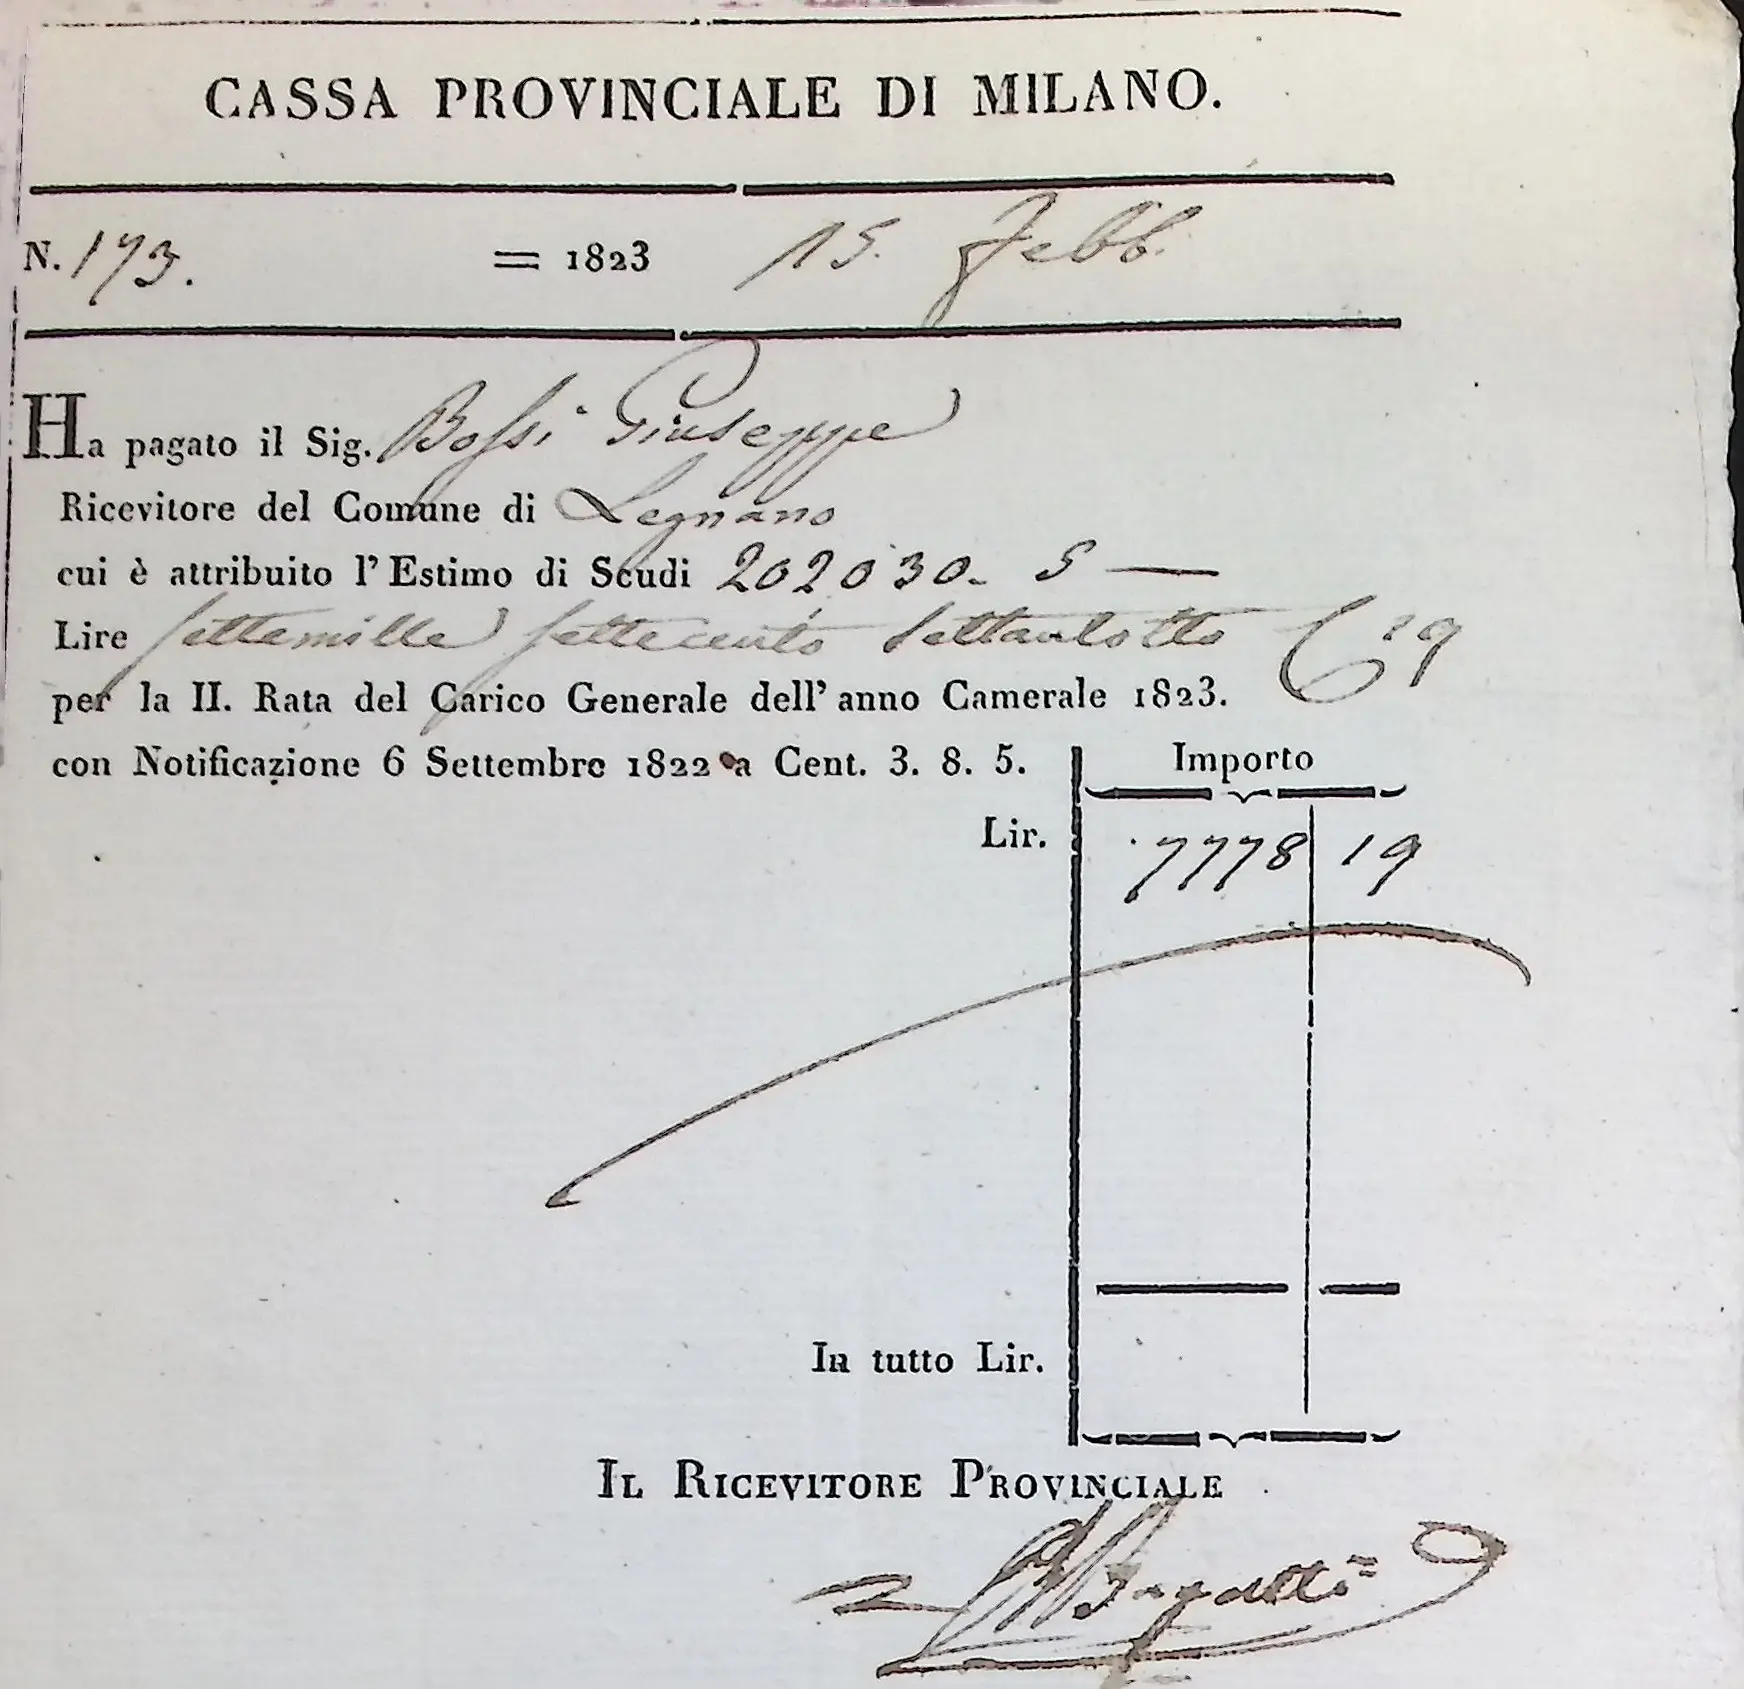 CASSA PROVINCIALE DI MILANO.
N. 173. = 1823 15. Febb.
Ha pagato il Sig. Bossi Giuseppe
Ricevitore del Comune di Legnano
cui è attribuito l'Estimo di Scudi 202030. 5 —
Lire settemille settecento settantotto C 19
per la II. Rata del Carico Generale dell'anno Camerale 1823.
con Notificazione 6 Settembre 1822 a Cent. 3. 8. 5.
Importo
Lir. 7778 19
In tutto Lir.
IL RICEVITORE PROVINCIALE